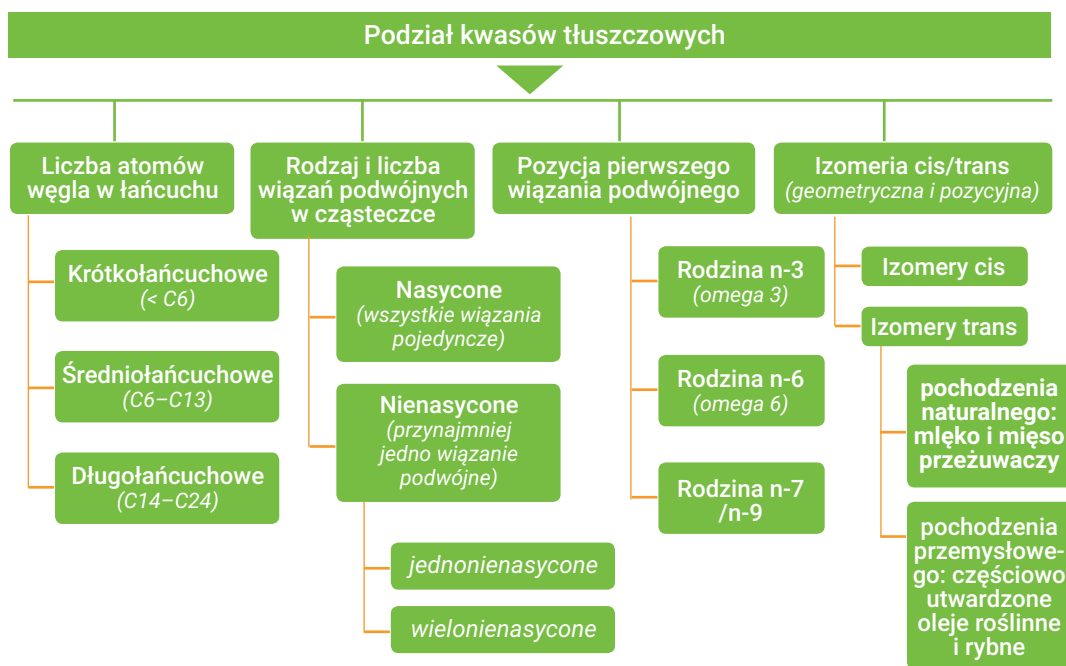 Podział kwasów tłuszczowych
Liczba atomów
węgla w łańcuchu
Krótkołańcuchowe
(< C6)
Średniołańcuchowe
(C6–C13)
Długołańcuchowe
(C14–C24)
Rodzaj i liczba
wiązań podwójnych
w cząsteczce
Nasycone
(wszystkie wiązania
pojedyncze)
Nienasycone
(przynajmniej
jedno wiązanie
podwójne)
jednonienasycone
wielonienasycone
Pozycja pierwszego
wiązania podwójnego
Rodzina n-3
(omega 3)
Rodzina n-6
(omega 6)
Rodzina n-7
/n-9
Izomeria cis/trans
(geometryczna i pozycyjna)
Izomery cis
Izomery trans
pochodzenia
naturalnego:
mlęko i mięso
przeżuwaczy
pochodzenia
przemysłowe-
go: częściowo
utwardzone
oleje roślinne
i rybne